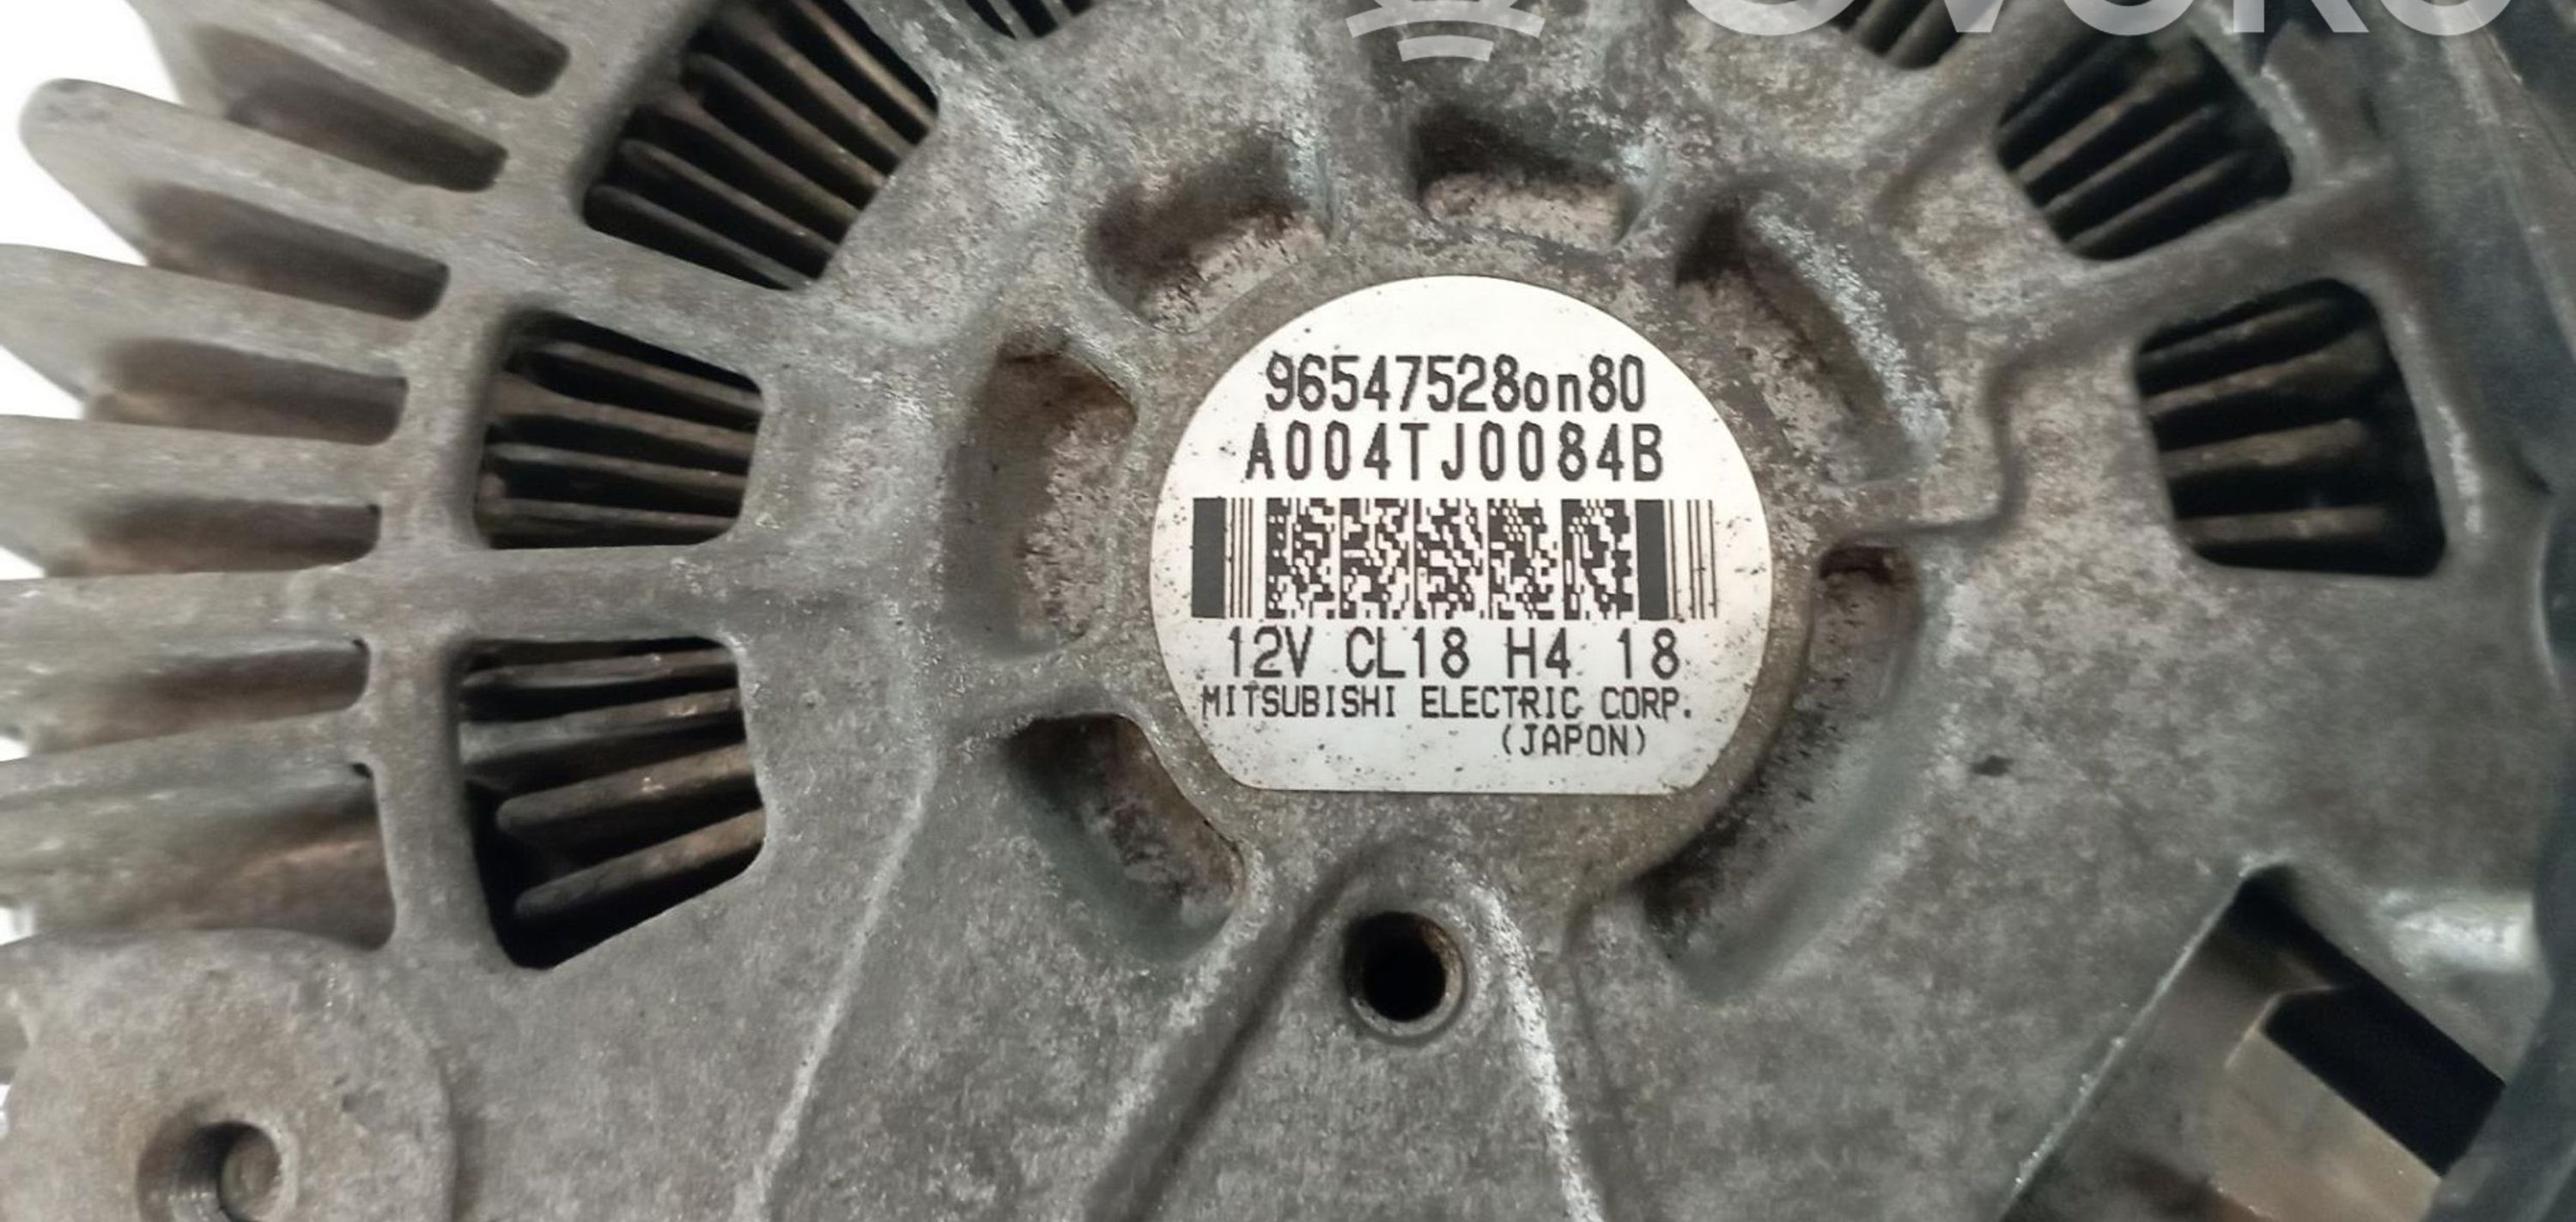 96547528on80
A004TJ0084B
12V CL18 H4 18
MITSUBISHI ELECTRIC CORP.
(JAPON)